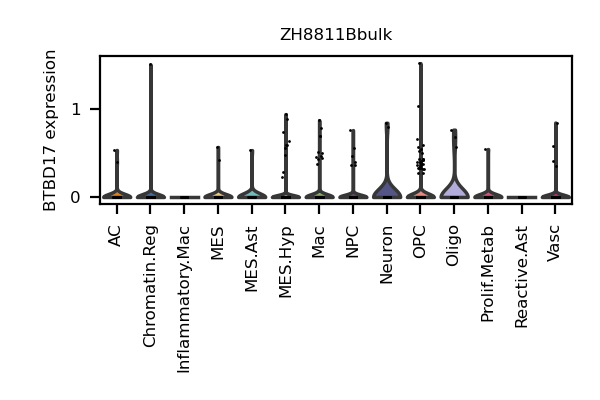 ZH8811Bbulk
BTBD17 expression
1
0
AC
Chromatin.Reg
Inflammatory.Mac
MES
MES.Ast
MES.Hyp
Mac
NPC
Neuron
OPC
Oligo
Prolif.Metab
Reactive.Ast
Vasc